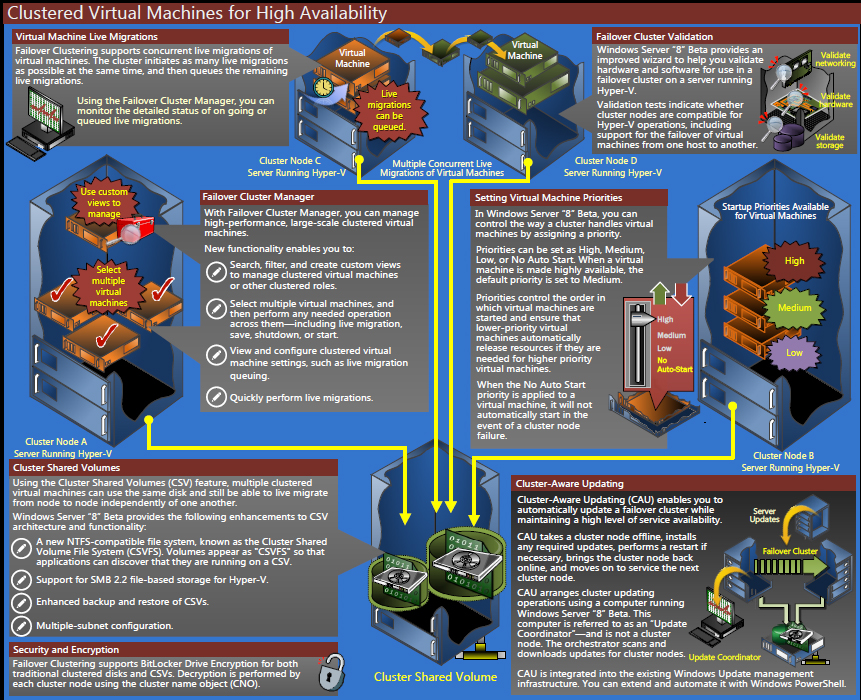 Clustered Virtual Machines for High Availability
Virtual Machine Live Migrations
Failover Clustering supports concurrent live migrations of
virtual machines. The cluster initiates as many live migrations
as possible at the same time, and then queues the remaining
live migrations.
Using the Failover Cluster Manager, you can
monitor the detailed status of on going or
queued live migrations.
Virtual
Machine
Live
migrations
can be
queued.
Cluster Node C
Server Running Hyper-V
Virtual
Machine
Multiple Concurrent Live
Migrations of Virtual Machines
Cluster Node D
Server Running Hyper-V
Failover Cluster Validation
Windows Server “8” Beta provides an
improved wizard to help you validate
hardware and software for use in a
failover cluster on a server running
Hyper-V.
Validation tests indicate whether
cluster nodes are compatible for
Hyper-V operations, including
support for the failover of virtual
machines from one host to another.
Validate
networking
Validate
hardware
Validate
storage
Use custom
views to
manage
Select
multiple
virtual
machines
Cluster Node A
Server Running Hyper-V
Failover Cluster Manager
With Failover Cluster Manager, you can manage
high-performance, large-scale clustered virtual
machines.
New functionality enables you to:
Search, filter, and create custom views
to manage clustered virtual machines
or other clustered roles.
Select multiple virtual machines, and
then perform any needed operation
across them—including live migration,
save, shutdown, or start.
View and configure clustered virtual
machine settings, such as live migration
queuing.
Quickly perform live migrations.
Setting Virtual Machine Priorities
In Windows Server “8” Beta, you can
control the way a cluster handles virtual
machines by assigning a priority.
Priorities can be set as High, Medium,
Low, or No Auto Start. When a virtual
machine is made highly available, the
default priority is set to Medium.
Priorities control the order in
which virtual machines are
started and ensure that
lower-priority virtual
machines automatically
release resources if they are
needed for higher priority
virtual machines.
When the No Auto Start
priority is applied to a
virtual machine, it will not
automatically start in the
event of a cluster node
failure.
High
Medium
Low
No
Auto-Start
Startup Priorities Available
for Virtual Machines
High
Medium
Low
Cluster Node B
Server Running Hyper-V
Cluster Shared Volumes
Using the Cluster Shared Volumes (CSV) feature, multiple clustered
virtual machines can use the same disk and still be able to live migrate
from node to node independently of one another.
Windows Server “8” Beta provides the following enhancements to CSV
architecture and functionality:
A new NTFS-compatible file system, known as the Cluster Shared
Volume File System (CSVFS). Volumes appear as “CSVFS” so that
applications can discover that they are running on a CSV.
Support for SMB 2.2 file-based storage for Hyper-V.
Enhanced backup and restore of CSVs.
Multiple-subnet configuration.
Security and Encryption
Failover Clustering supports BitLocker Drive Encryption for both
traditional clustered disks and CSVs. Decryption is performed by
each cluster node using the cluster name object (CNO).
Cluster Shared Volume
Cluster-Aware Updating
Cluster-Aware Updating (CAU) enables you to
automatically update a failover cluster while
maintaining a high level of service availability.
CAU takes a cluster node offline, installs
any required updates, performs a restart if
necessary, brings the cluster node back
online, and moves on to service the next
cluster node.
CAU arranges cluster updating
operations using a computer running
Windows Server “8” Beta. This
computer is referred to as an “Update
Coordinator”—and is not a cluster
node. The orchestrator scans and
downloads updates for cluster nodes.
CAU is integrated into the existing Windows Update management
infrastructure. You can extend and automate it with Windows PowerShell.
Server
Updates
Failover Cluster
Update Coordinator